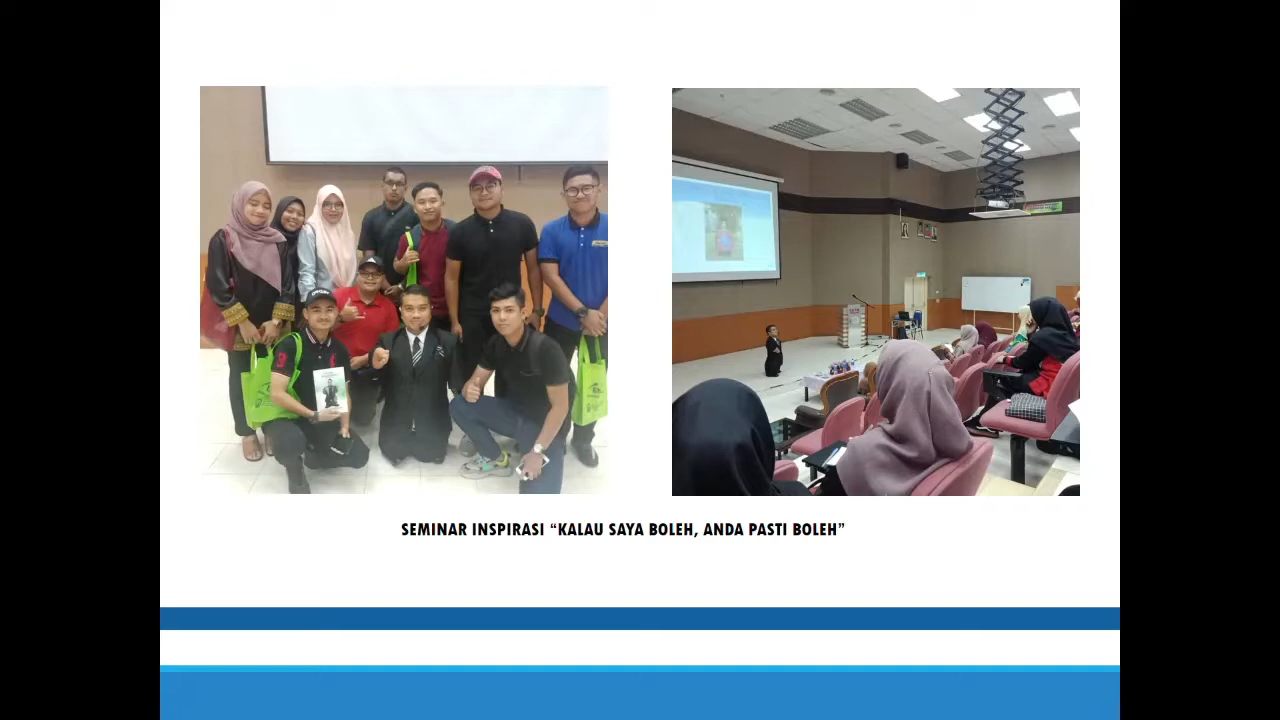 SEMINAR INSPIRASI “KALAU SAYA BOLEH, ANDA PASTI BOLEH”